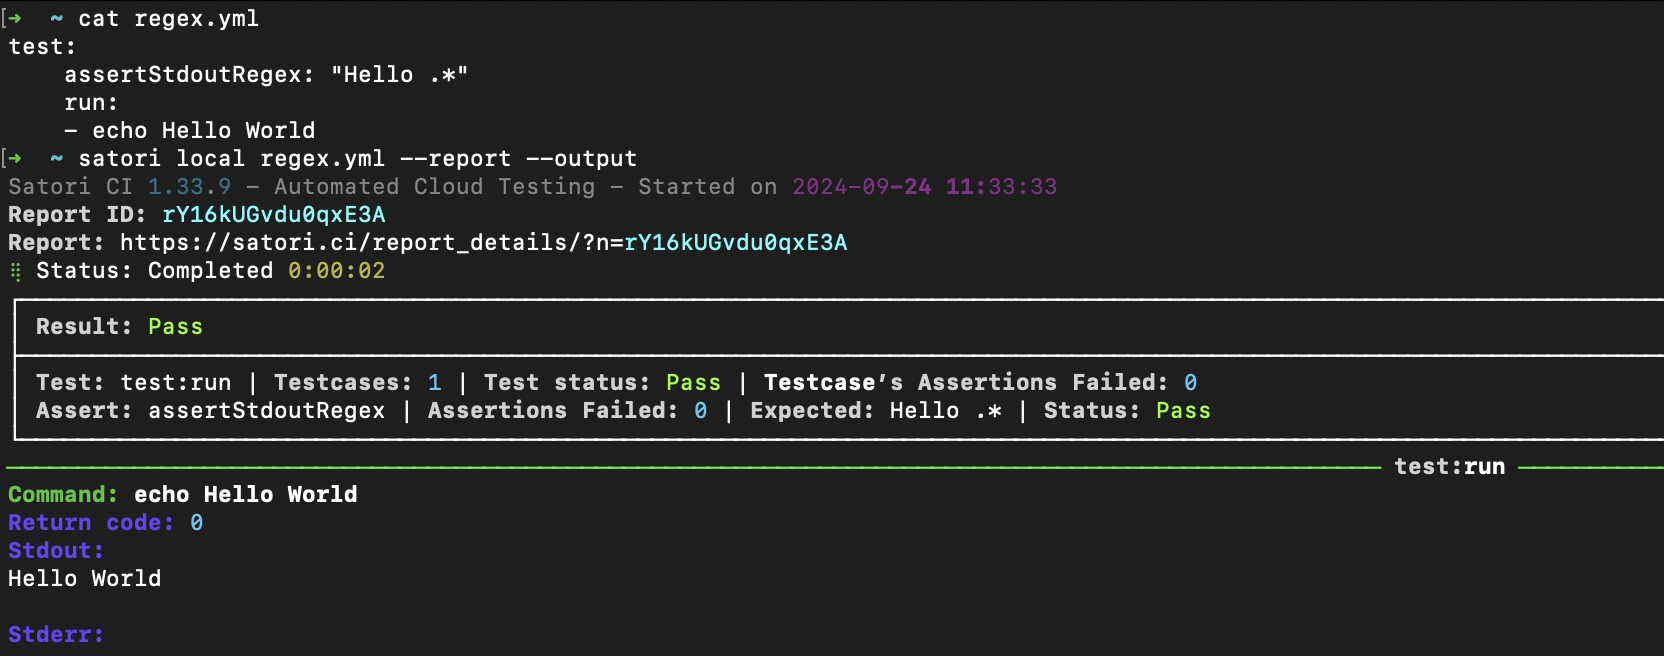 [➜  ~ cat regex.yml
test:
    assertStdoutRegex: "Hello .*"
    run:
    - echo Hello World
[➜  ~ satori local regex.yml --report --output
Satori CI 1.33.9 - Automated Cloud Testing - Started on 2024-09-24 11:33:33
Report ID: rY16kUGvdu0qxE3A
Report: https://satori.ci/report_details/?n=rY16kUGvdu0qxE3A
⣾ Status: Completed 0:00:02
Result: Pass
Test: test:run | Testcases: 1 | Test status: Pass | Testcase's Assertions Failed: 0
Assert: assertStdoutRegex | Assertions Failed: 0 | Expected: Hello .* | Status: Pass
test:run
Command: echo Hello World
Return code: 0
Stdout:
Hello World
Stderr: